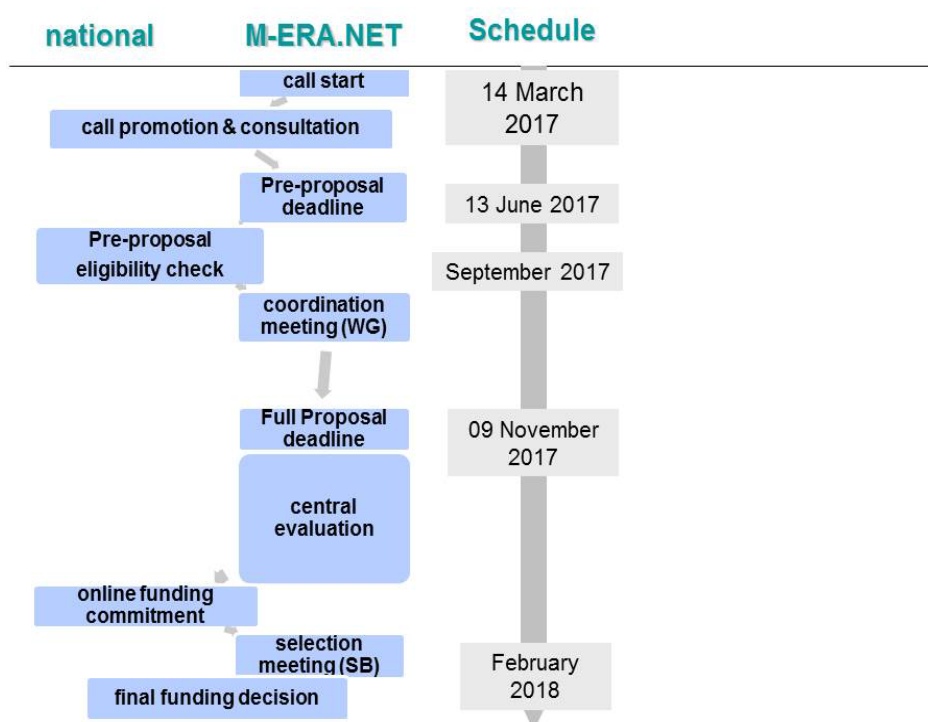 national M-ERA.NET Schedule
call start
14 March
2017
call promotion & consultation
Pre-proposal
deadline
13 June 2017
Pre-proposal
eligibility check
September 2017
coordination
meeting (WG)
Full Proposal
deadline
09 November
2017
central
evaluation
online funding
commitment
selection
meeting (SB)
February
2018
final funding decision